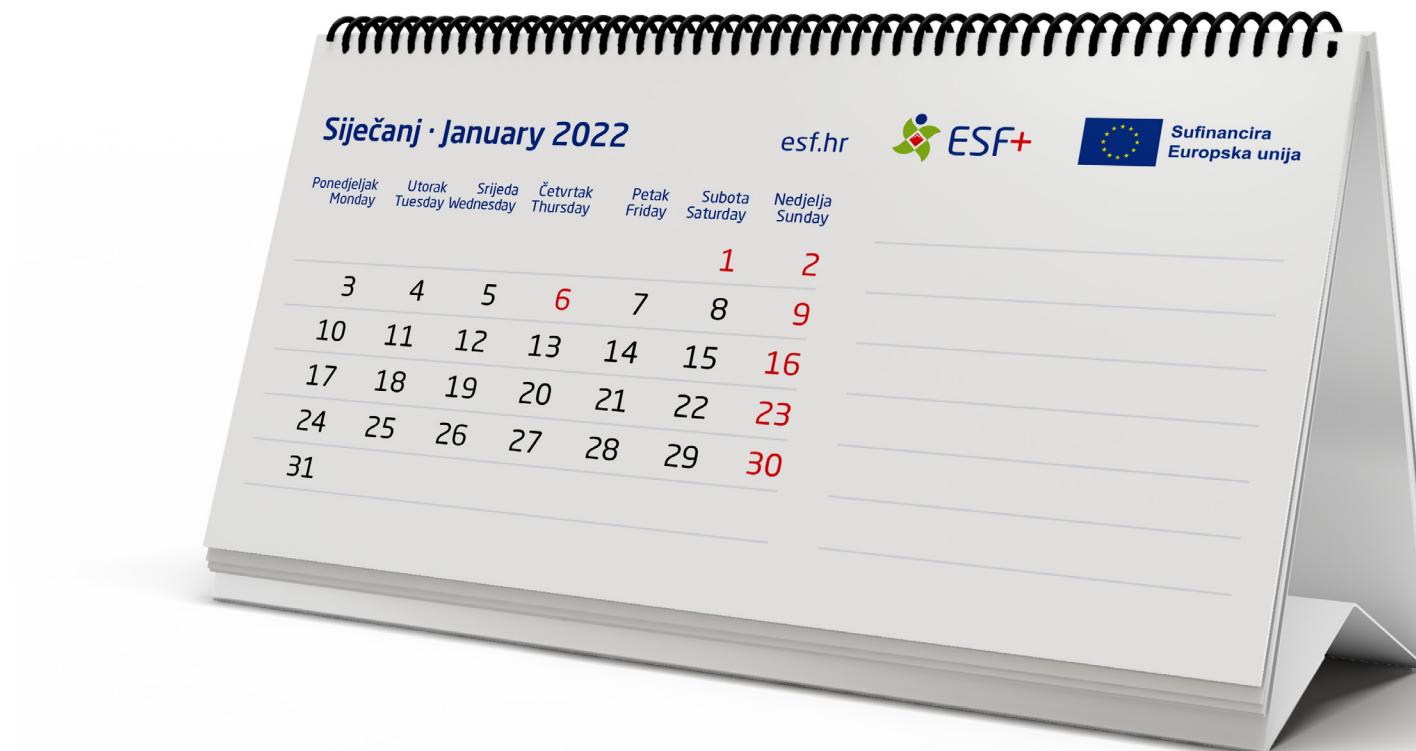 Siječanj · January 2022
esf.hr
ESF+
Sufinancira
Europska unija
Ponedjeljak Utorak Srijeda Četvrtak Petak Subota Nedjelja
Monday Tuesday Wednesday Thursday Friday Saturday Sunday
1 2
3 4 5 6 7 8 9
10 11 12 13 14 15 16
17 18 19 20 21 22 23
24 25 26 27 28 29 30
31